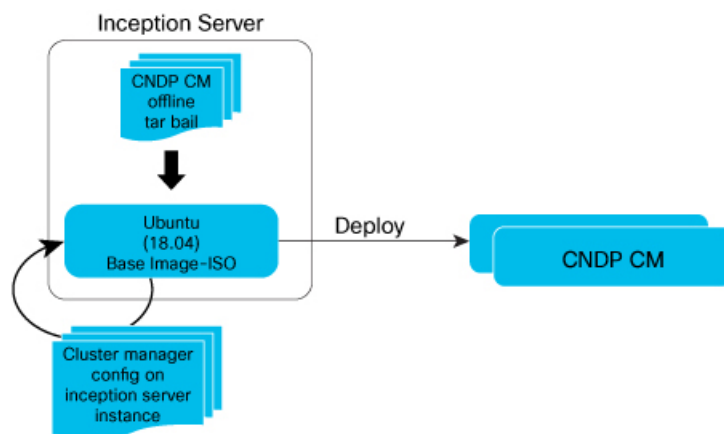 Inception Server
CNDP CM
offline
tar bail
Ubuntu
(18.04)
Base Image-ISO
Deploy
CNDP CM
Cluster manager
config on
inception server
instance